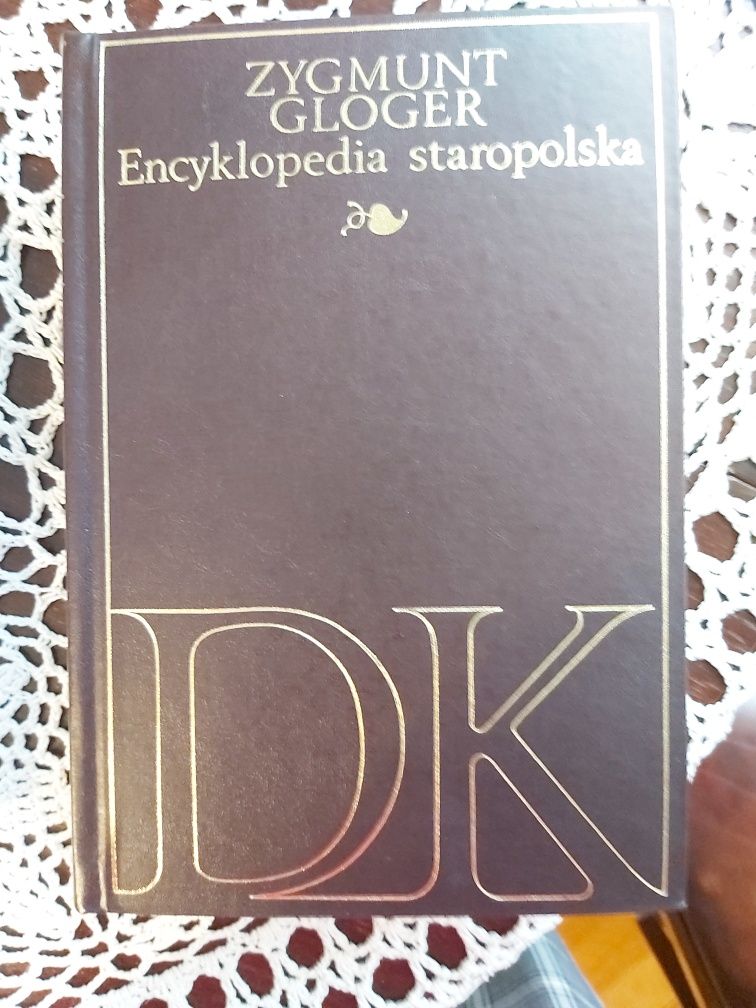 ZYGMUNT
GLOGER
Encyklopedia staropolska
DK